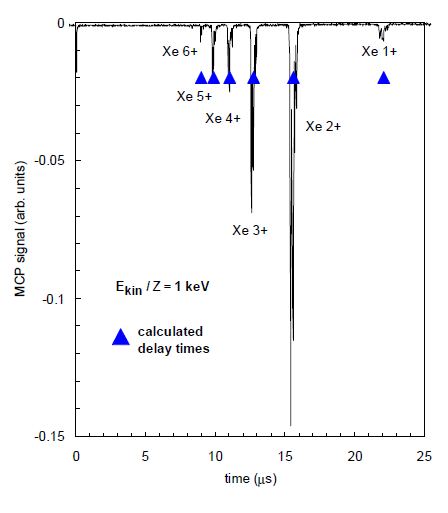 0
Xe 6+
Xe 1+
Xe 5+
Xe 4+
Xe 2+
-0.05
Xe 3+
MCP signal (arb. units)
-0.1
Ekin / Z = 1 keV
calculated
delay times
-0.15
0 5 10 15 20 25
time (μs)